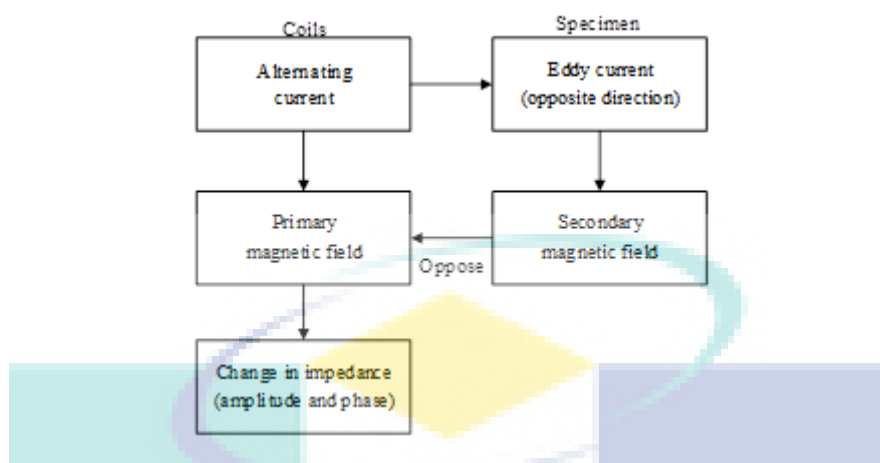 Coils
Specimen
Alternating
current
Eddy current
(opposite direction)
Primary
magnetic field
Oppose
Secondary
magnetic field
Change in impedance
(amplitude and phase)